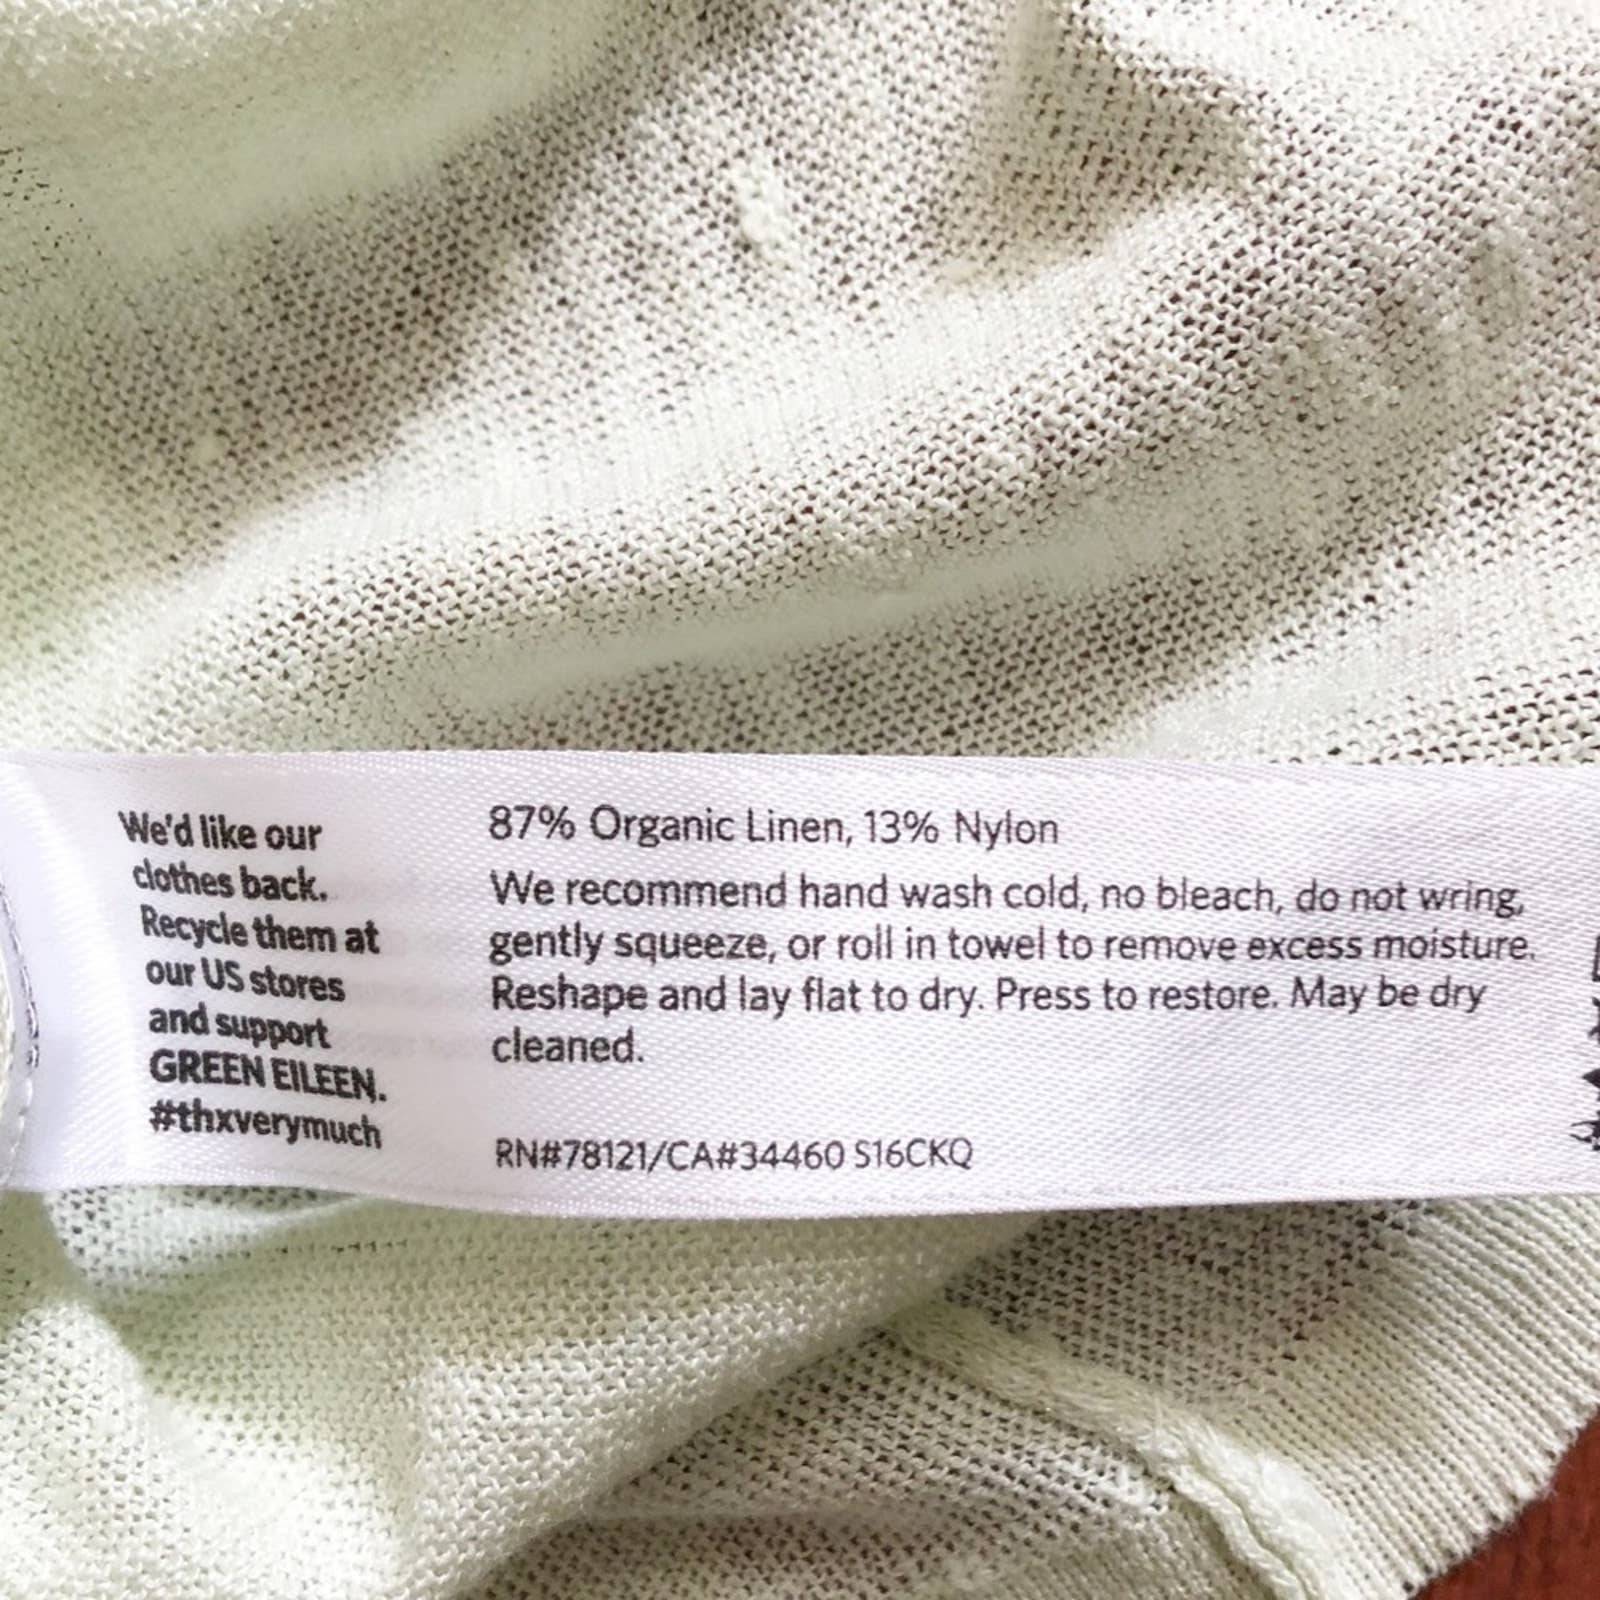 We'd like our
clothes back.
Recycle them at
our US stores
and support
GREEN EILEEN.
#thxverymuch
87% Organic Linen, 13% Nylon
We recommend hand wash cold, no bleach, do not wring,
gently squeeze, or roll in towel to remove excess moisture.
Reshape and lay flat to dry. Press to restore. May be dry
cleaned.
RN#78121/CA#34460 S16CKQ